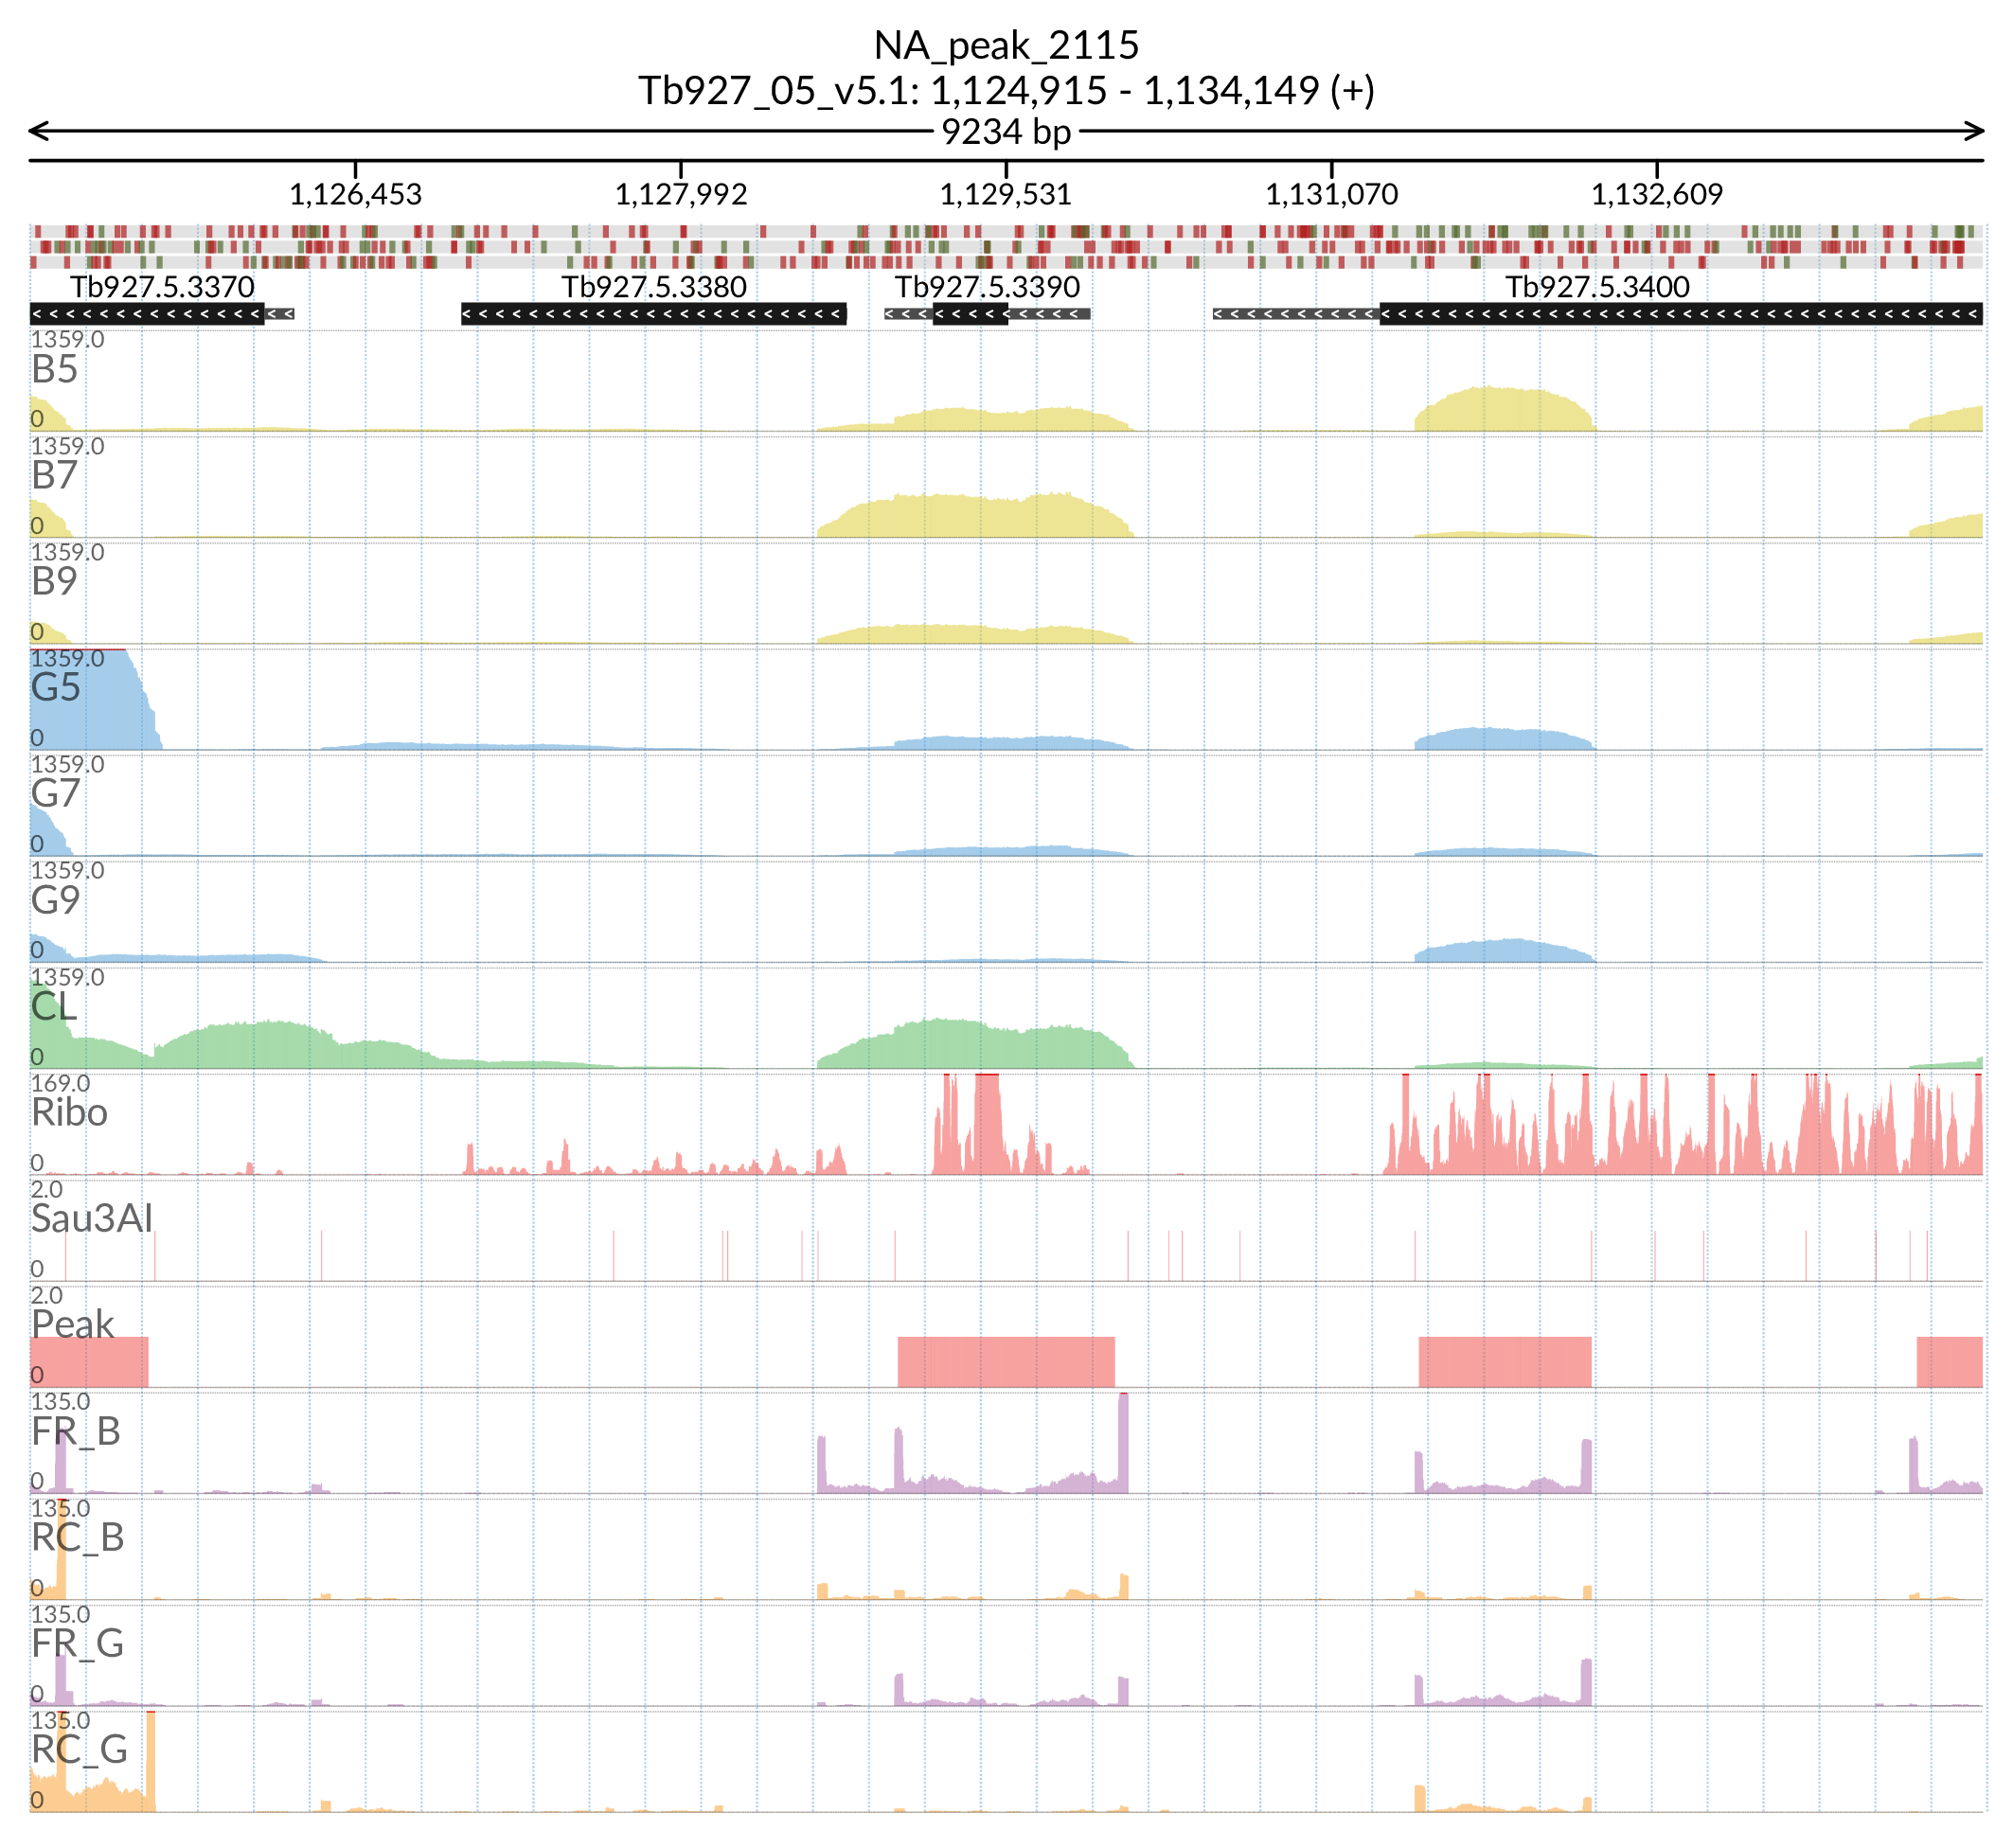 NA_peak_2115
Tb927_05_v5.1: 1,124,915 - 1,134,149 (+)
9234 bp
1,126,453 1,127,992 1,129,531 1,131,070 1,132,609
Tb927.5.3370 Tb927.5.3380 Tb927.5.3390 Tb927.5.3400
1359.0
B5
0
1359.0
B7
0
1359.0
B9
0
1359.0
G5
0
1359.0
G7
0
1359.0
G9
0
1359.0
CL
0
169.0
Ribo
0
2.0
Sau3AI
0
2.0
Peak
0
135.0
FR_B
0
135.0
RC_B
0
135.0
FR_G
0
135.0
RC_G
0